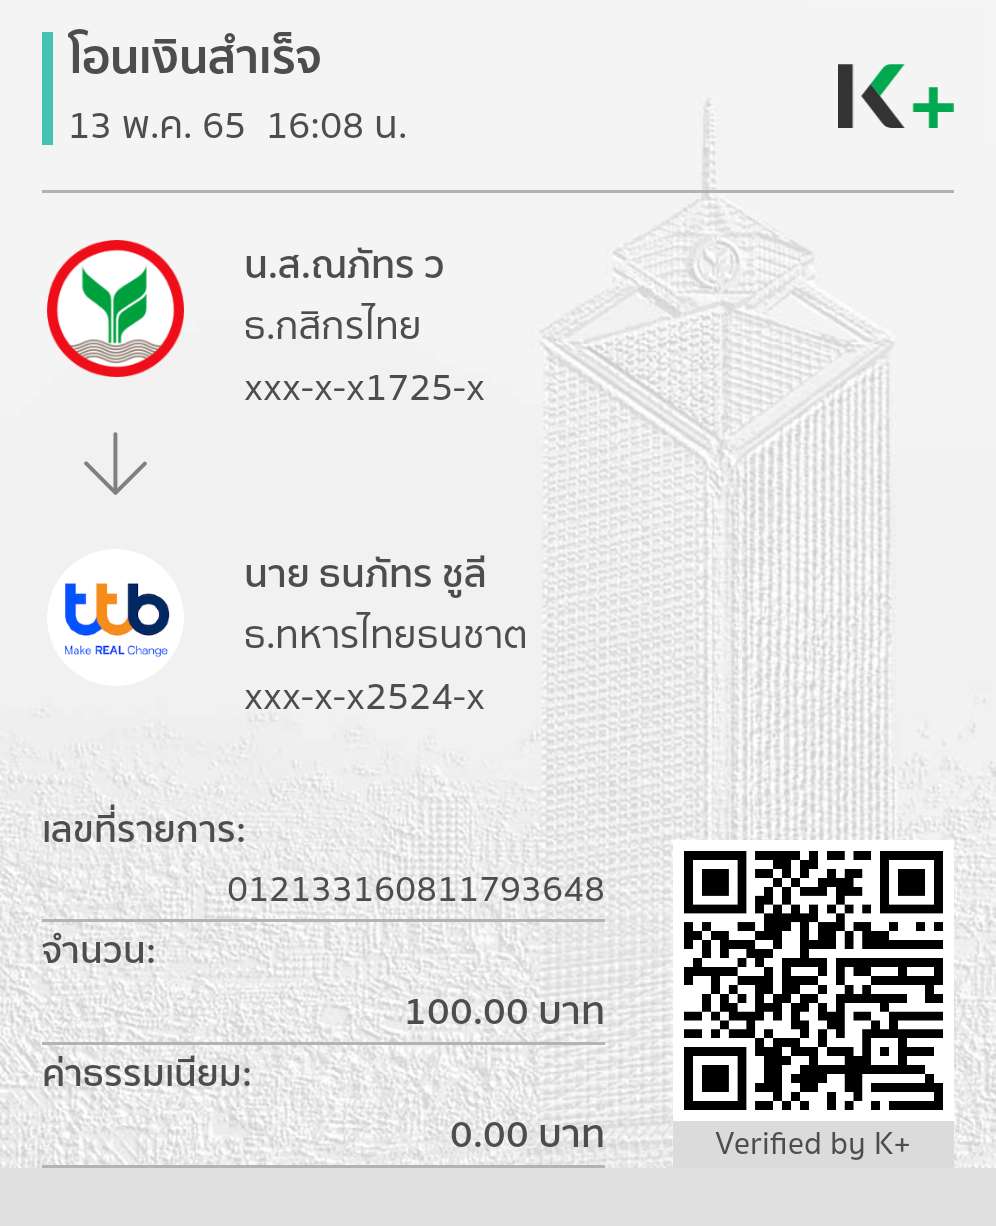 โอนเงินสำเร็จ
13 พ.ค. 65 16:08 น.
K+
น.ส.ณภัทร ว
ธ.กสิกรไทย
xxx-x-x1725-x
ttb
Make REAL Change
นาย ธนภัทร ชูลี
ธ.ทหารไทยธนชาต
xxx-x-x2524-x
เลขที่รายการ:
012133160811793648
จำนวน:
100.00 บาท
ค่าธรรมเนียม:
0.00 บาท
Verified by K+